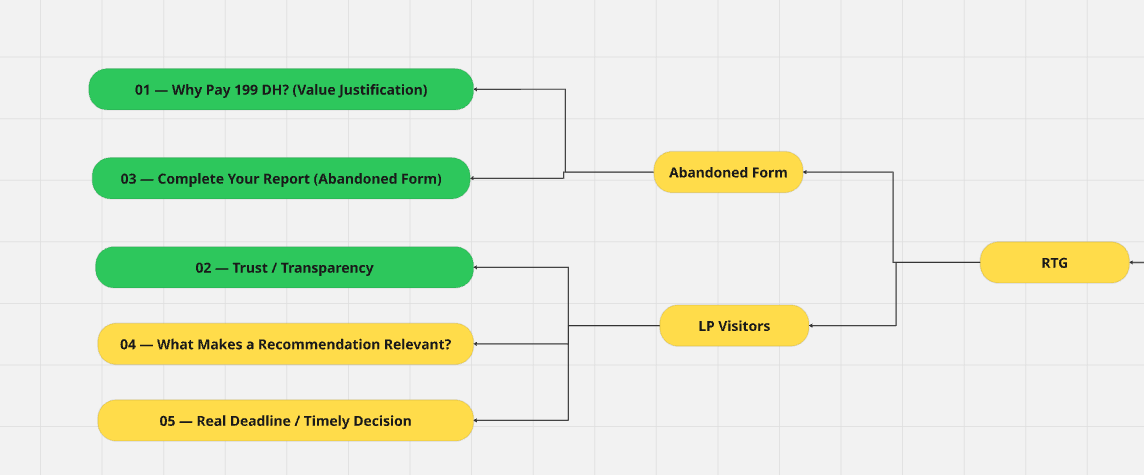 01 — Why Pay 199 DH? (Value Justification)
03 — Complete Your Report (Abandoned Form)
Abandoned Form
02 — Trust / Transparency
RTG
04 — What Makes a Recommendation Relevant?
LP Visitors
05 — Real Deadline / Timely Decision